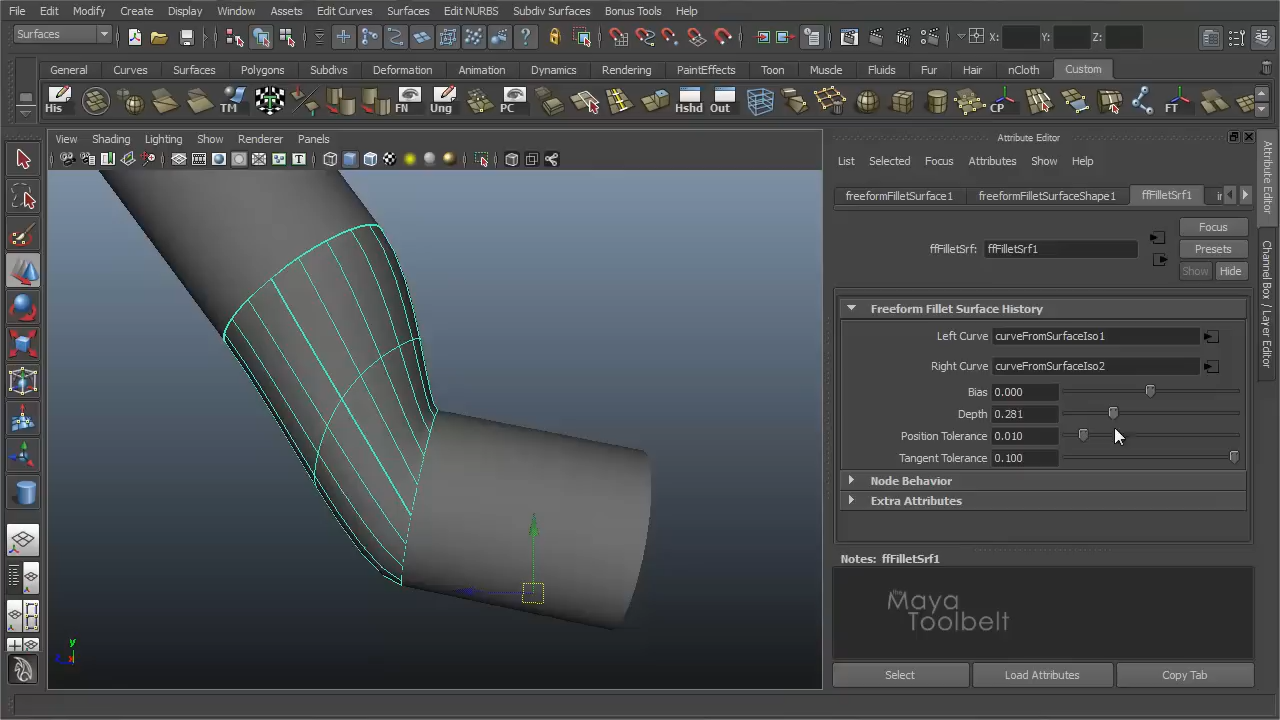 File Edit Modify Create Display Window Assets Edit Curves Surfaces Edit NURBS Subdiv Surfaces Bonus Tools Help
Surfaces X: Y: Z:
General Curves Surfaces Polygons Subdivs Deformation Animation Dynamics Rendering PaintEffects Toon Muscle Fluids Fur Hair nCloth Custom
His TM FN Ung PC Hshd Out CP FT
View Shading Lighting Show Renderer Panels
Attribute Editor
List Selected Focus Attributes Show Help
freeformFilletSurface1 freeformFilletSurfaceShape1 ffFilletSrf1
Focus
ffFilletSrf: ffFilletSrf1 Presets
Show Hide
Freeform Fillet Surface History
Left Curve curveFromSurfaceIso1
Right Curve curveFromSurfaceIso2
Bias 0.000
Depth 0.281
Position Tolerance 0.010
Tangent Tolerance 0.100
Node Behavior
Extra Attributes
Notes: ffFilletSrf1
the Maya
Toolbelt
Select Load Attributes Copy Tab
Attribute Editor
Channel Box / Layer Editor
y
x